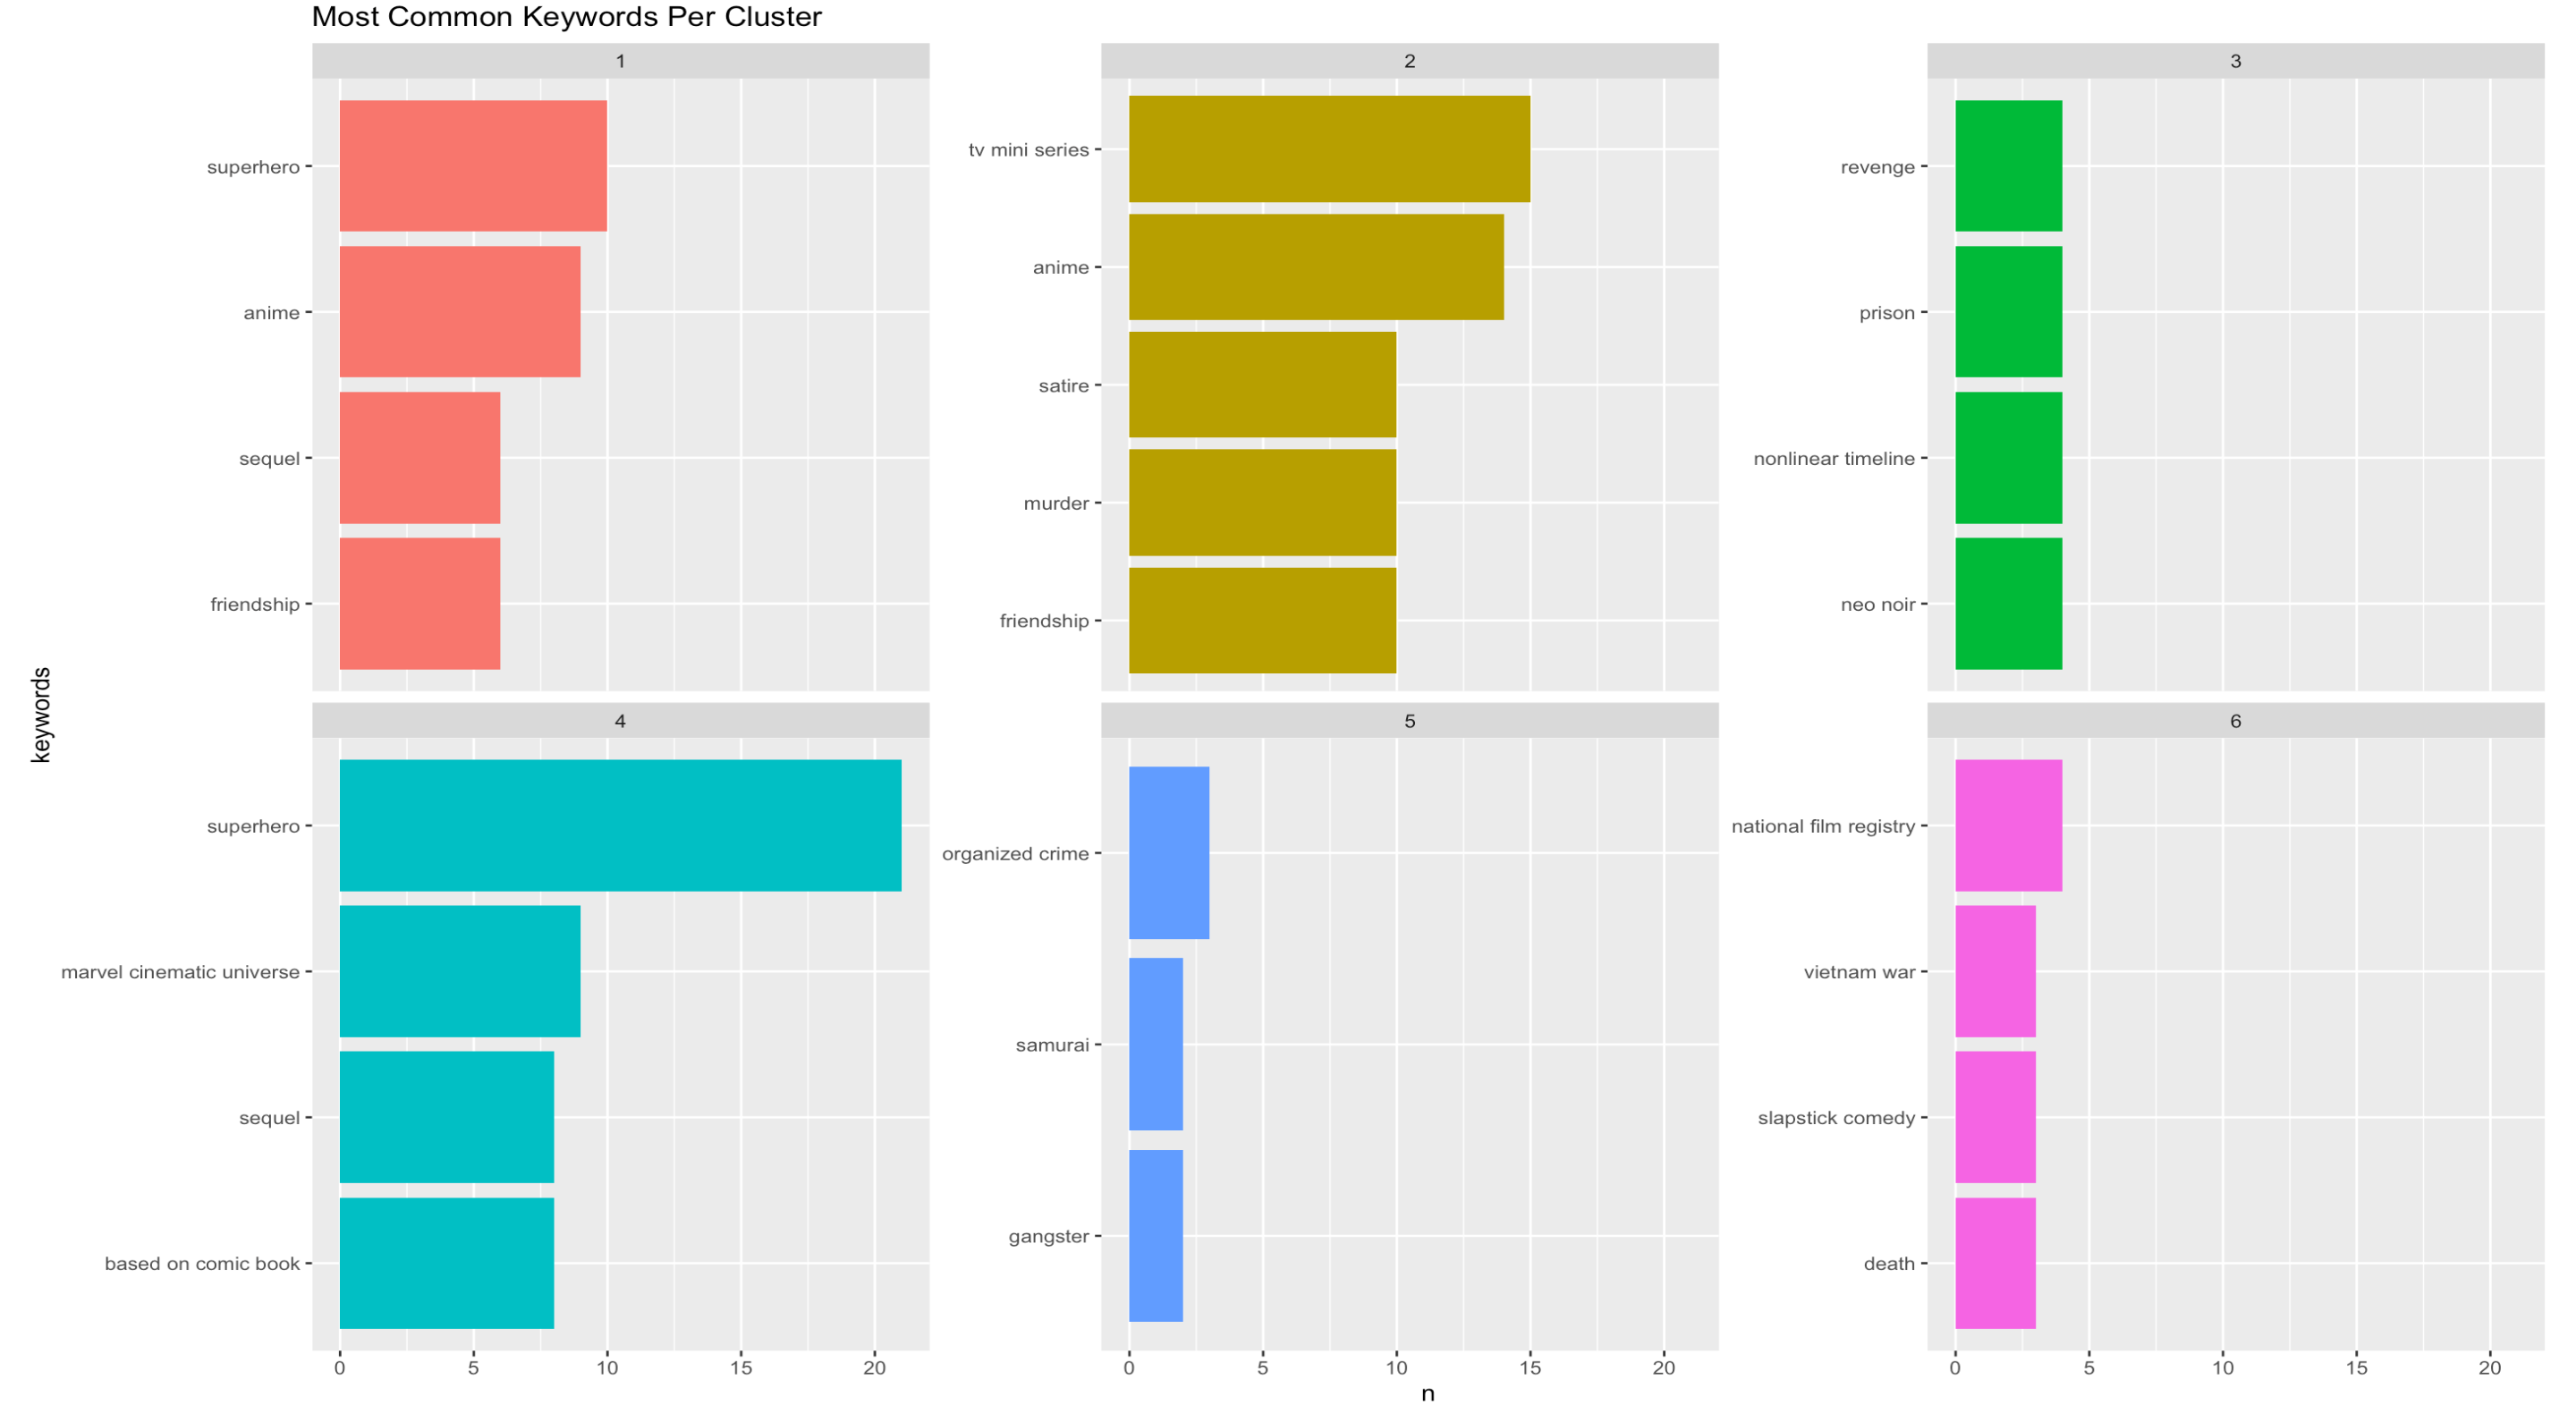 Most Common Keywords Per Cluster
1
2
3
superhero
anime
sequel
friendship
tv mini series
anime
satire
murder
friendship
revenge
prison
nonlinear timeline
neo noir
keywords
4
5
6
superhero
marvel cinematic universe
sequel
based on comic book
organized crime
samurai
gangster
national film registry
vietnam war
slapstick comedy
death
0 5 10 15 20
0 5 10 15 20
0 5 10 15 20
n